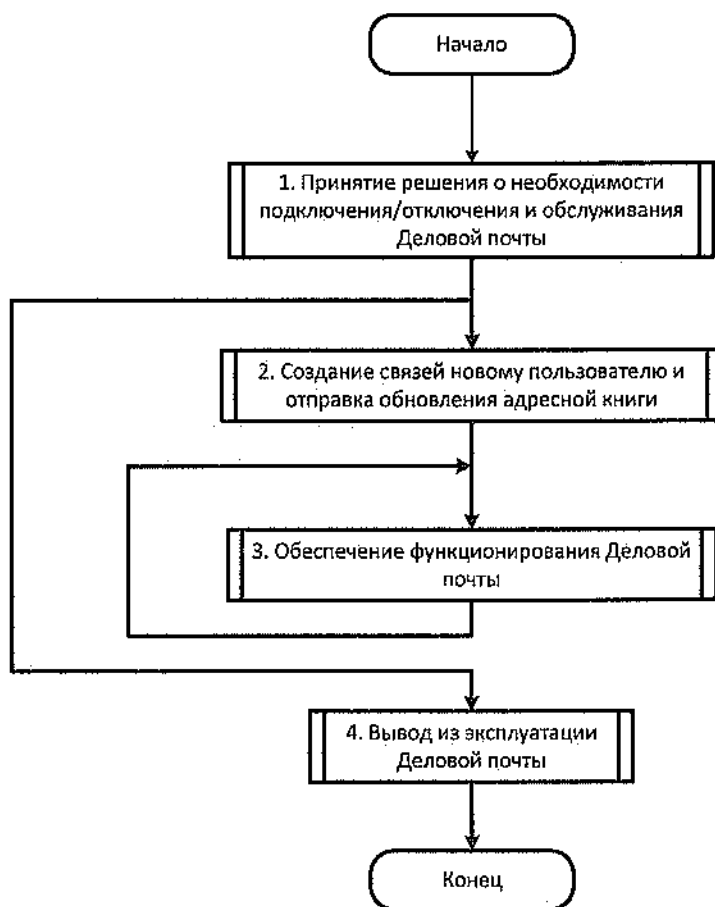 Начало
1. Принятие решения о необходимости
подключения/отключения и обслуживания
Деловой почты
2. Создание связей новому пользователю и
отправка обновления адресной книги
3. Обеспечение функционирования Деловой
почты
4. Вывод из эксплуатации
Деловой почты
Конец